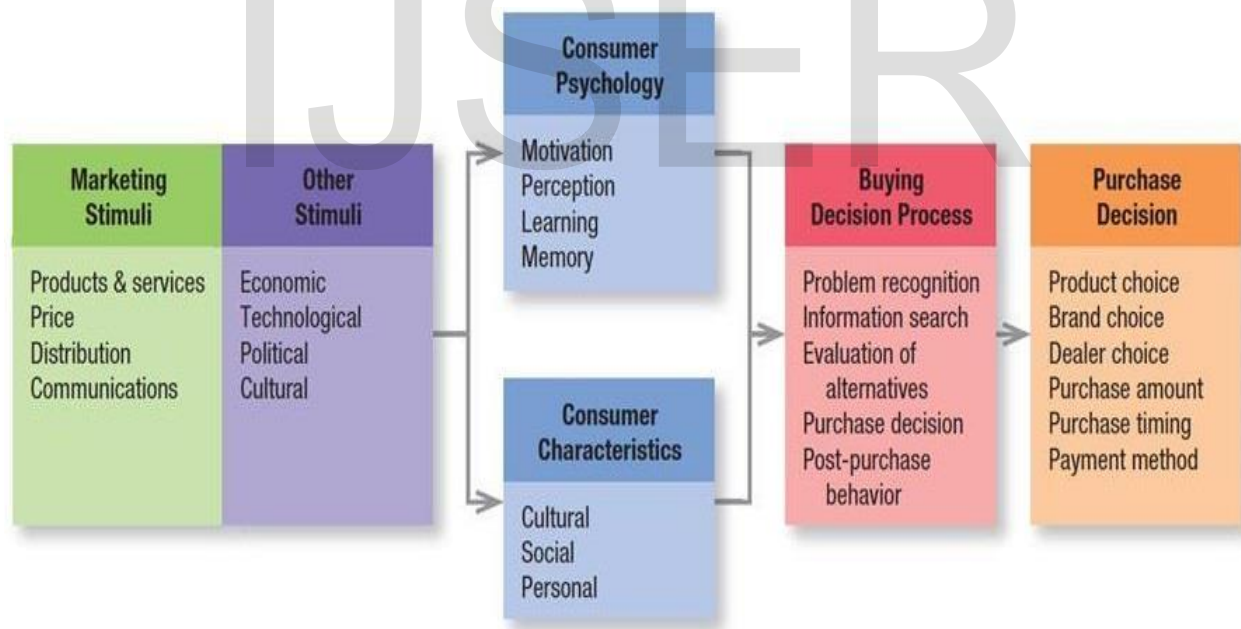 IJSER
Marketing
Stimuli
Products & services
Price
Distribution
Communications
Other
Stimuli
Economic
Technological
Political
Cultural
Consumer
Psychology
Motivation
Perception
Learning
Memory
Consumer
Characteristics
Cultural
Social
Personal
Buying
Decision Process
Problem recognition
Information search
Evaluation of
alternatives
Purchase decision
Post-purchase
behavior
Purchase
Decision
Product choice
Brand choice
Dealer choice
Purchase amount
Purchase timing
Payment method